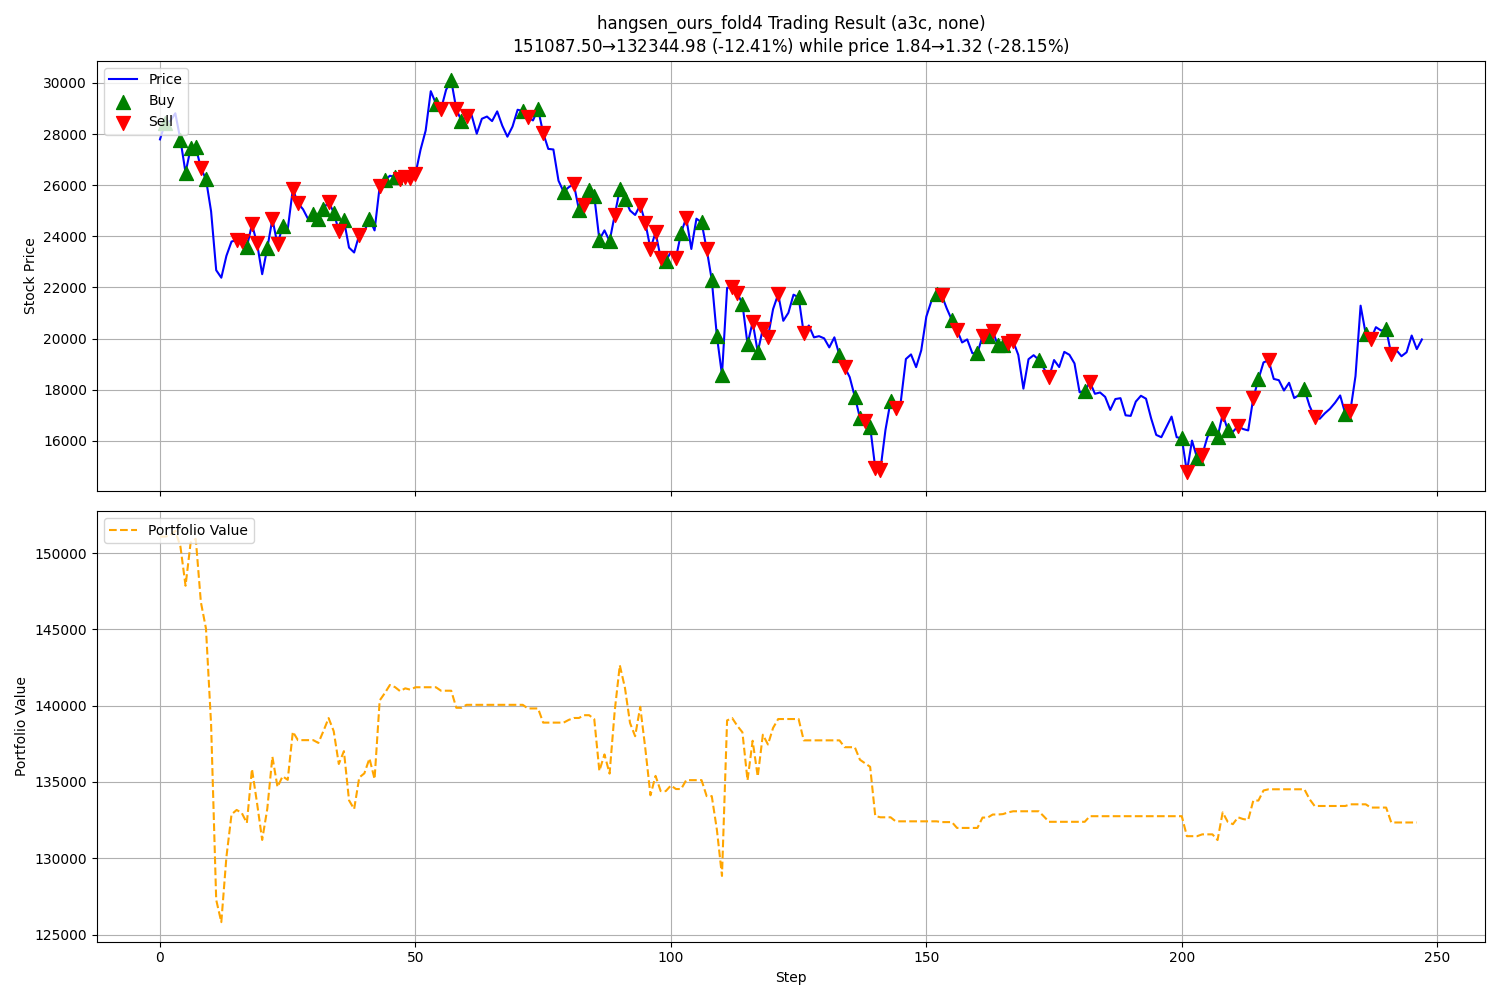 hangsen_ours_fold4 Trading Result (a3c, none)
151087.50→132344.98 (-12.41%) while price 1.84→1.32 (-28.15%)
Price
Buy
Sell
30000
28000
26000
24000
22000
20000
18000
16000
Stock Price
Portfolio Value
150000
145000
140000
135000
130000
125000
Portfolio Value
0
50
100
150
200
250
Step